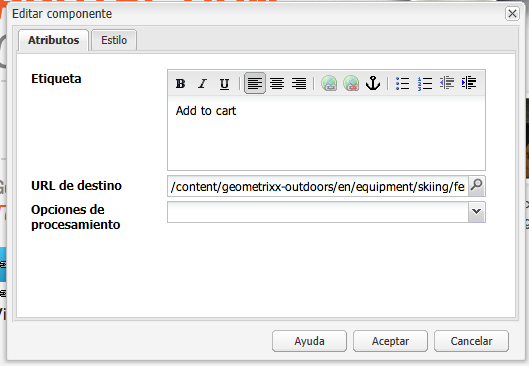 Editar componente
Atributos
Estilo
Etiqueta
B I U
Add to cart
URL de destino
/content/geometrixx-outdoors/en/equipment/skiing/fe
Opciones de
procesamiento
Ayuda
Aceptar
Cancelar